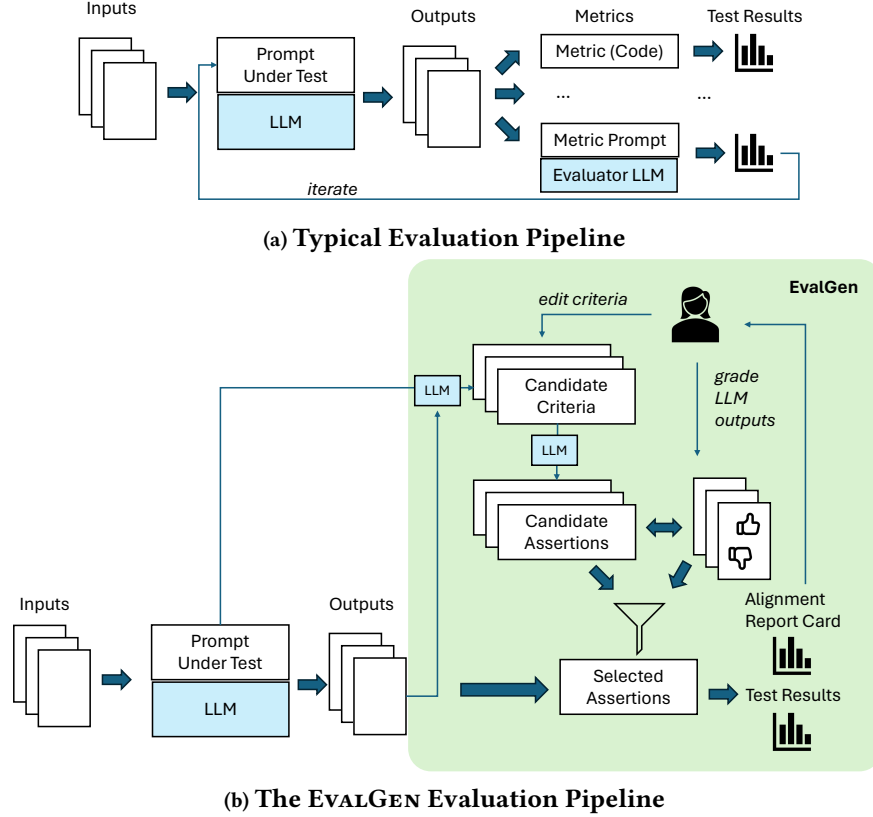 Inputs
Prompt
Under Test
LLM
Outputs
Metrics
Metric (Code)
...
Metric Prompt
Evaluator LLM
Test Results
...
iterate
(a) Typical Evaluation Pipeline
EvalGen
edit criteria
grade
LLM
outputs
LLM
Candidate
Criteria
LLM
Candidate
Assertions
Inputs
Prompt
Under Test
LLM
Outputs
Selected
Assertions
Alignment
Report Card
Test Results
(b) The EvalGen Evaluation Pipeline